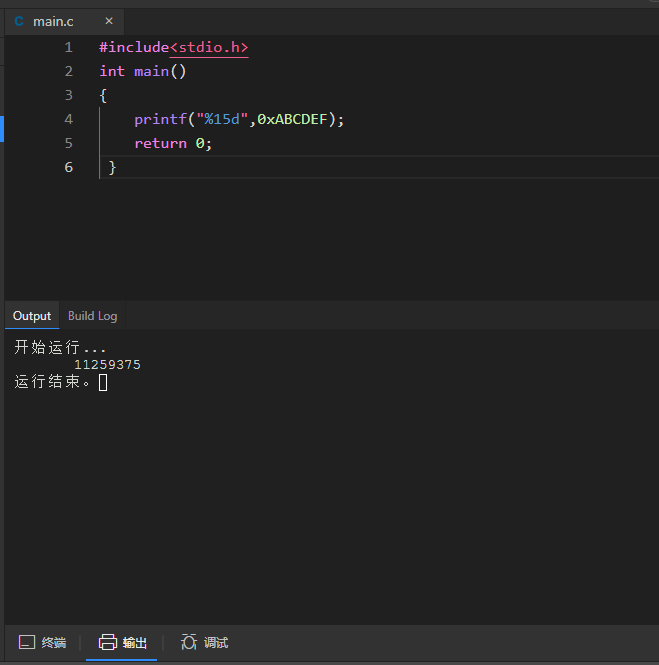 C main.c ×
1 #include<stdio.h>
2 int main()
3 {
4 printf("%15d",0xABCDEF);
5 return 0;
6 }
Output Build Log
开始运行...
11259375
运行结束。
终端 输出 调试